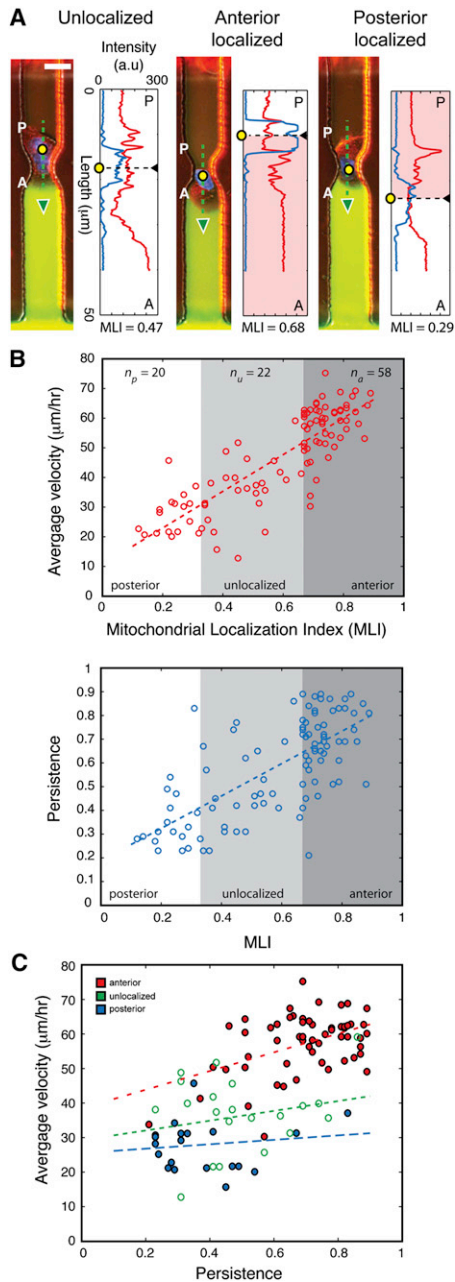 A
Unlocalized
Anterior
localized
Posterior
localized
Intensity
(a.u)
0
300
0
Length
(μm)
50
P
A
P
A
MLI = 0.47
P
A
P
A
MLI = 0.68
P
A
P
A
MLI = 0.29
B
80
70
60
50
40
30
20
10
0
Avergage velocity (μm/hr)
n_p = 20
n_u = 22
n_a = 58
posterior
unlocalized
anterior
0.2
0.4
0.6
0.8
1
Mitochondrial Localization Index (MLI)
1
0.9
0.8
0.7
0.6
0.5
0.4
0.3
0.2
0.1
0
Persistence
posterior
unlocalized
anterior
0.2
0.4
0.6
0.8
1
MLI
C
80
70
60
50
40
30
20
10
0
Avergage velocity (μm/hr)
anterior
unlocalized
posterior
0.2
0.4
0.6
0.8
1
Persistence